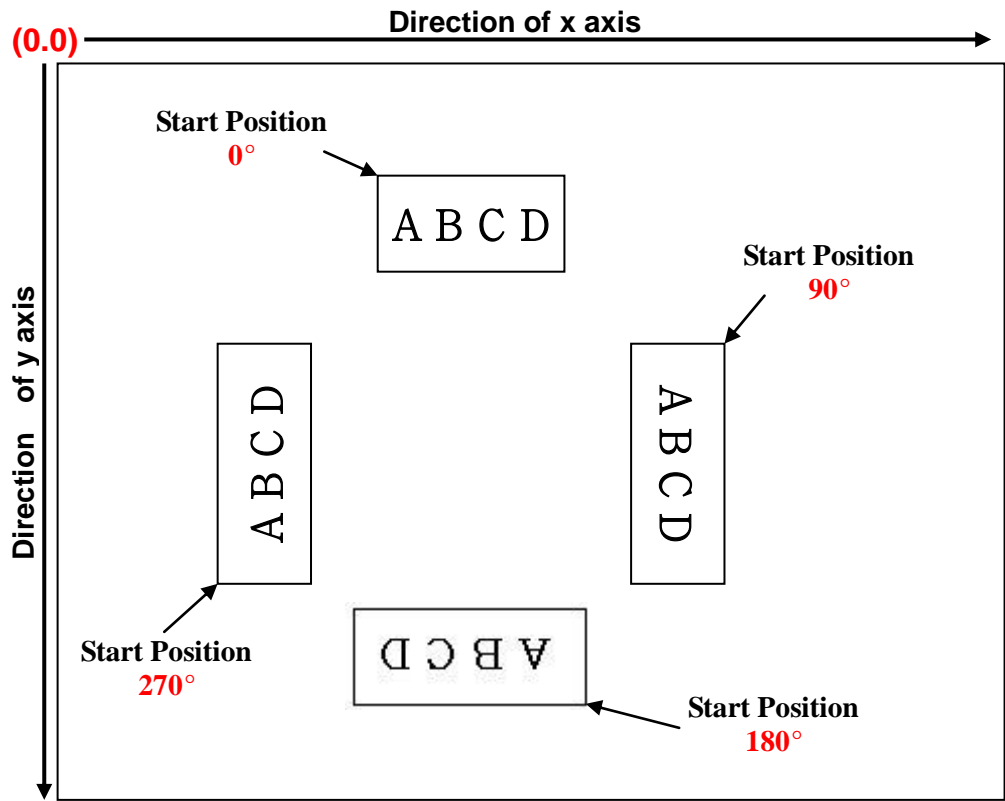 Direction of x axis
(0.0)
Start Position
0°
A B C D
Start Position
90°
Direction of y axis
A B C D
A B C D
Start Position
270°
A B C D
Start Position
180°